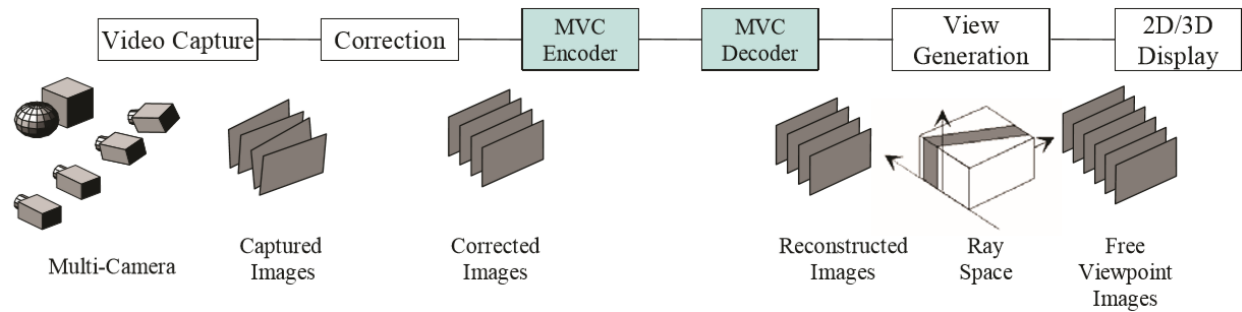 Video Capture
Correction
MVC
Encoder
MVC
Decoder
View
Generation
2D/3D
Display
Multi-Camera
Captured
Images
Corrected
Images
Reconstructed
Images
Ray
Space
Free
Viewpoint
Images